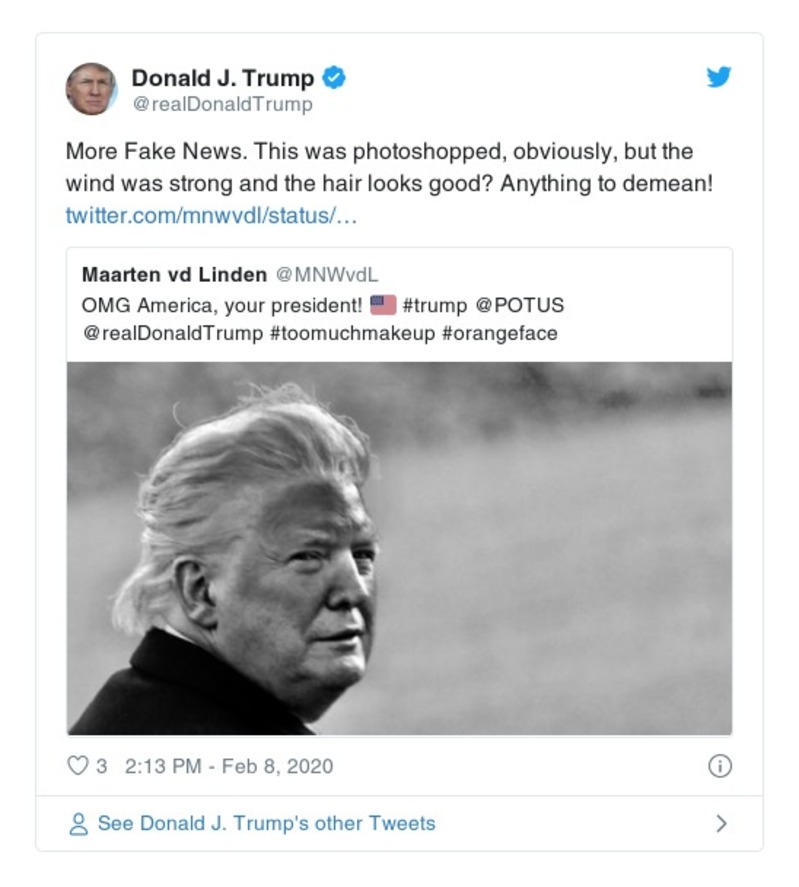 Donald J. Trump
@realDonaldTrump
More Fake News. This was photoshopped, obviously, but the
wind was strong and the hair looks good? Anything to demean!
twitter.com/mnwvdl/status/…
Maarten vd Linden @MNWvdL
OMG America, your president! 🇺🇸 #trump @POTUS
@realDonaldTrump #toomuchmakeup #orangeface
3 2:13 PM - Feb 8, 2020
See Donald J. Trump's other Tweets